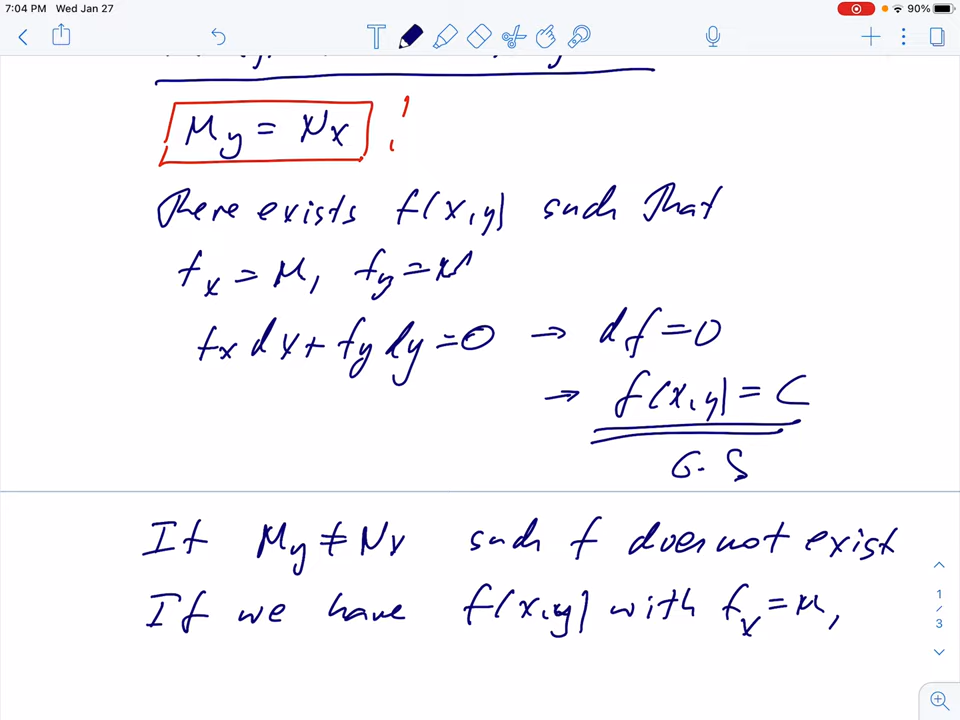 7:04 PM Wed Jan 27
90%
My = Nx !
There exists f(x,y) such that
fx = M, fy = N
fx dx + fy dy = 0 → df = 0
→ f(x,y) = C
G. S
If My ≠ Nx such f does not exist
If we have f(x,y) with fx = M,
1
/
3